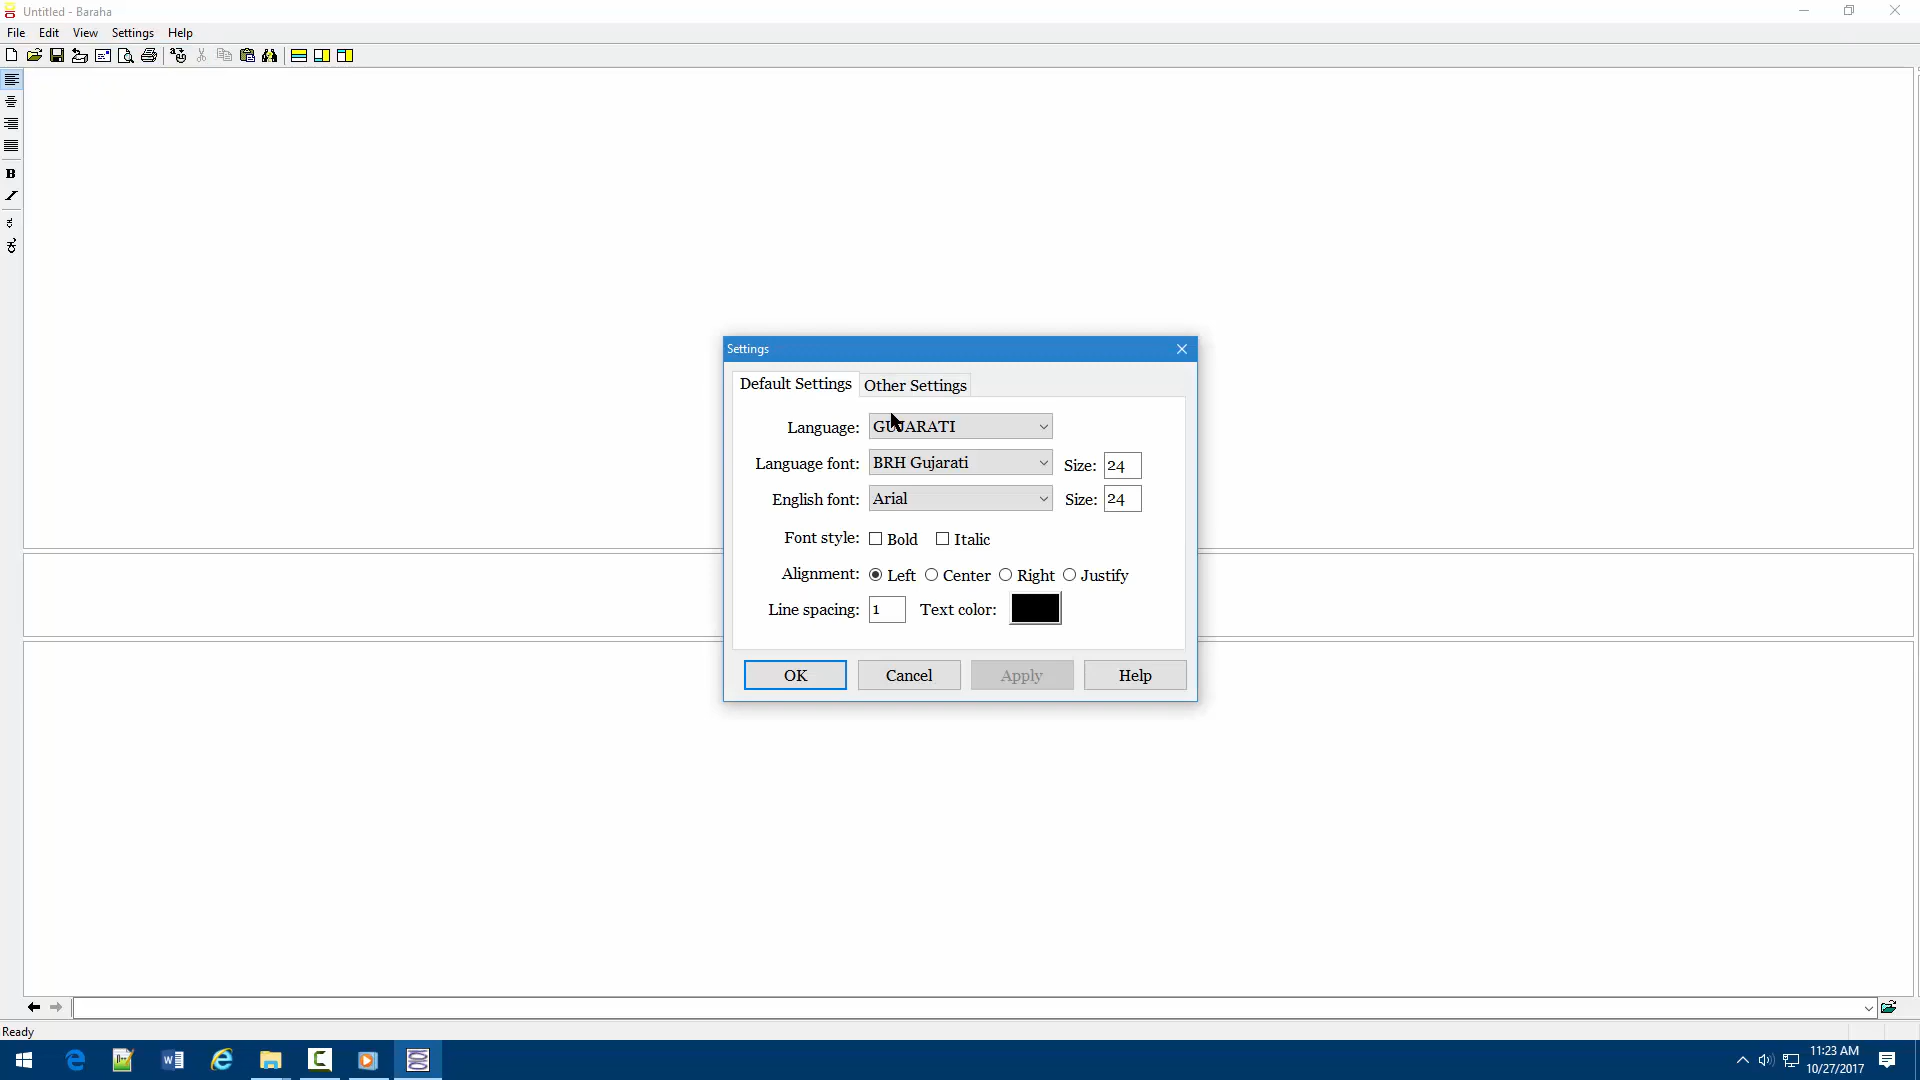 Untitled - Baraha
File Edit View Settings Help
Settings
Default Settings Other Settings
Language: GUJARATI
Language font: BRH Gujarati Size: 24
English font: Arial Size: 24
Font style: Bold Italic
Alignment: Left Center Right Justify
Line spacing: 1 Text color:
OK Cancel Apply Help
Ready
11:23 AM
10/27/2017